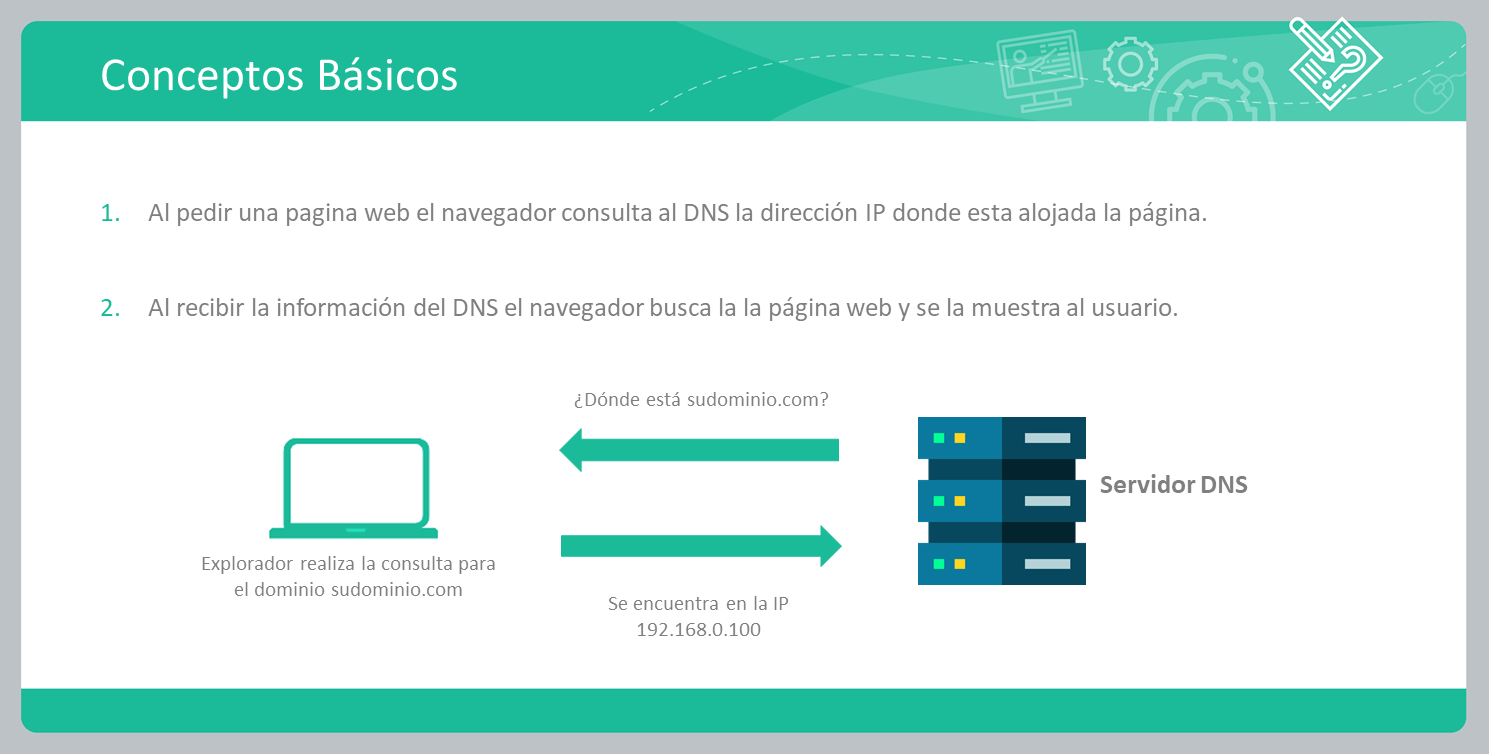 Conceptos Básicos
1. Al pedir una pagina web el navegador consulta al DNS la dirección IP donde esta alojada la página.
2. Al recibir la información del DNS el navegador busca la la página web y se la muestra al usuario.
¿Dónde está sudominio.com?
Servidor DNS
Explorador realiza la consulta para
el dominio sudominio.com
Se encuentra en la IP
192.168.0.100